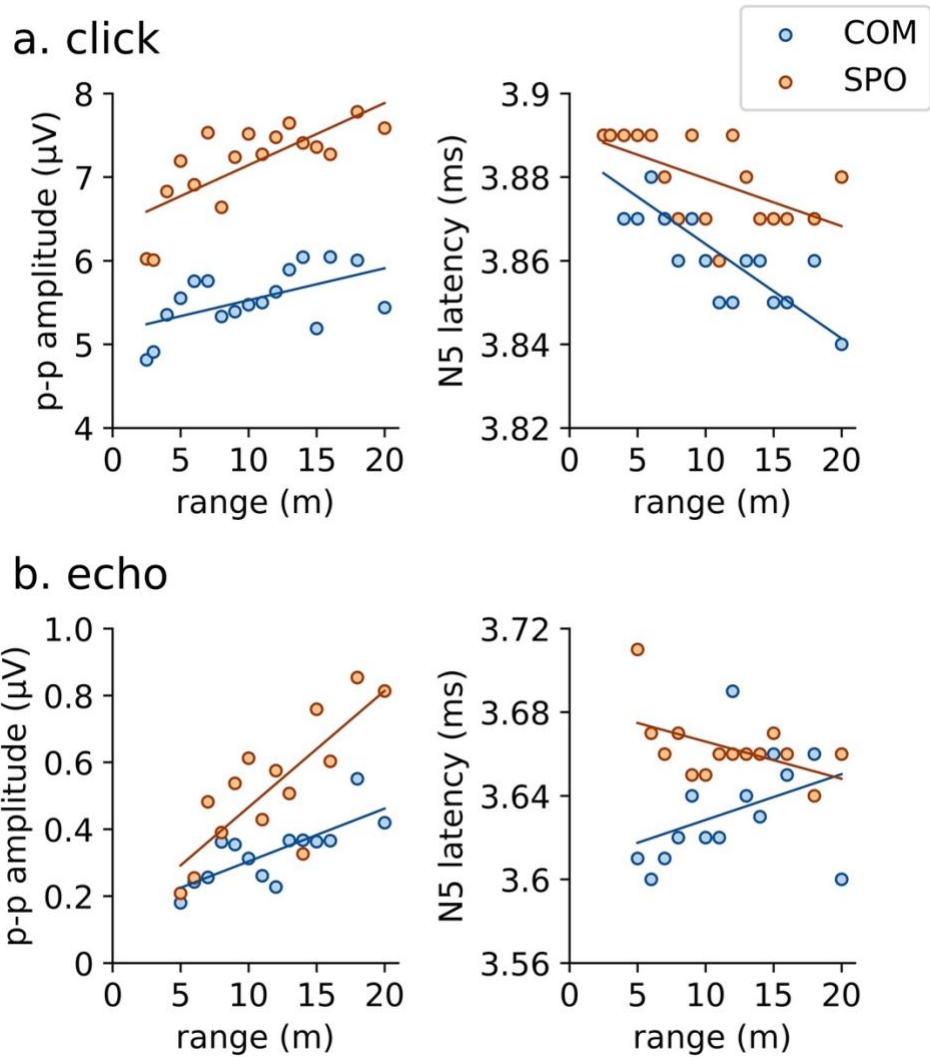 a. click
COM
SPO
p-p amplitude (µV)
8
7
6
5
4
0 5 10 15 20
range (m)
N5 latency (ms)
3.9
3.88
3.86
3.84
3.82
0 5 10 15 20
range (m)
b. echo
p-p amplitude (µV)
1.0
0.8
0.6
0.4
0.2
0
0 5 10 15 20
range (m)
N5 latency (ms)
3.72
3.68
3.64
3.6
3.56
0 5 10 15 20
range (m)